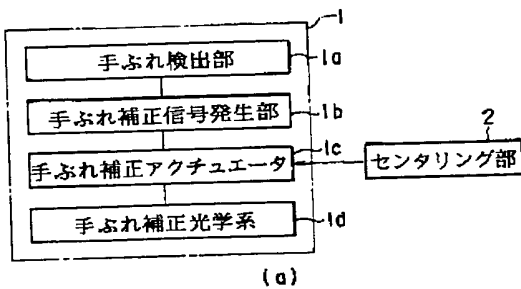 1
手ぶれ検出部
1a
手ぶれ補正信号発生部
1b
手ぶれ補正アクチュエータ
1c
センタリング部
2
手ぶれ補正光学系
1d
(a)